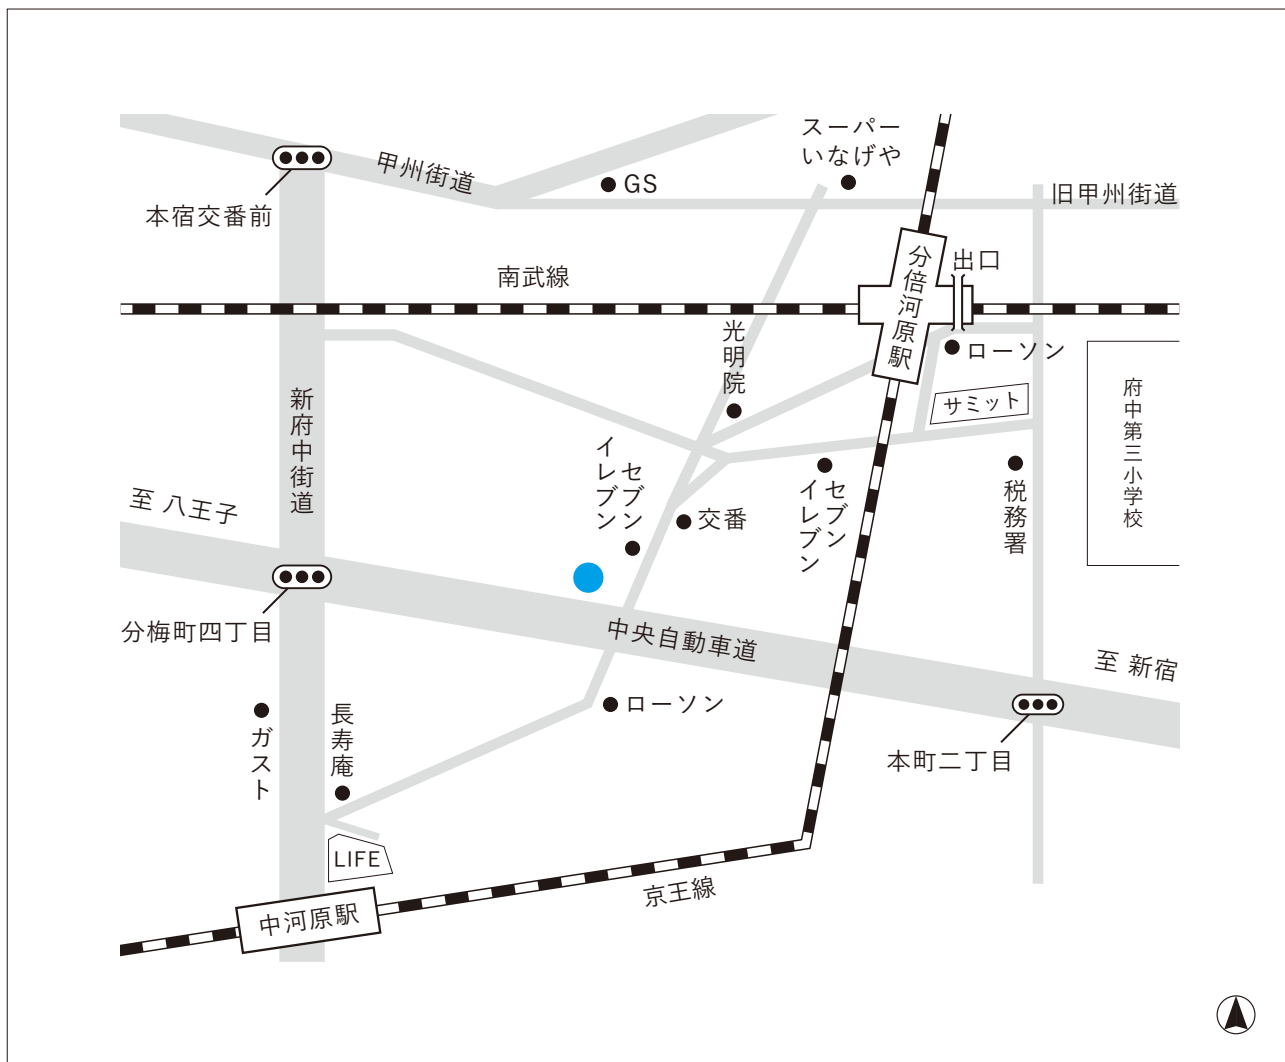 スーパー
いなげや
甲州街道
GS
旧甲州街道
本宿交番前
分倍河原駅
出口
南武線
光明院
ローソン
サミット
府中第三小学校
新府中街道
セブン
イレブン
セブン
イレブン
税務署
至 八王子
交番
分梅町四丁目
中央自動車道
至 新宿
ローソン
ガスト
長寿庵
本町二丁目
LIFE
京王線
中河原駅